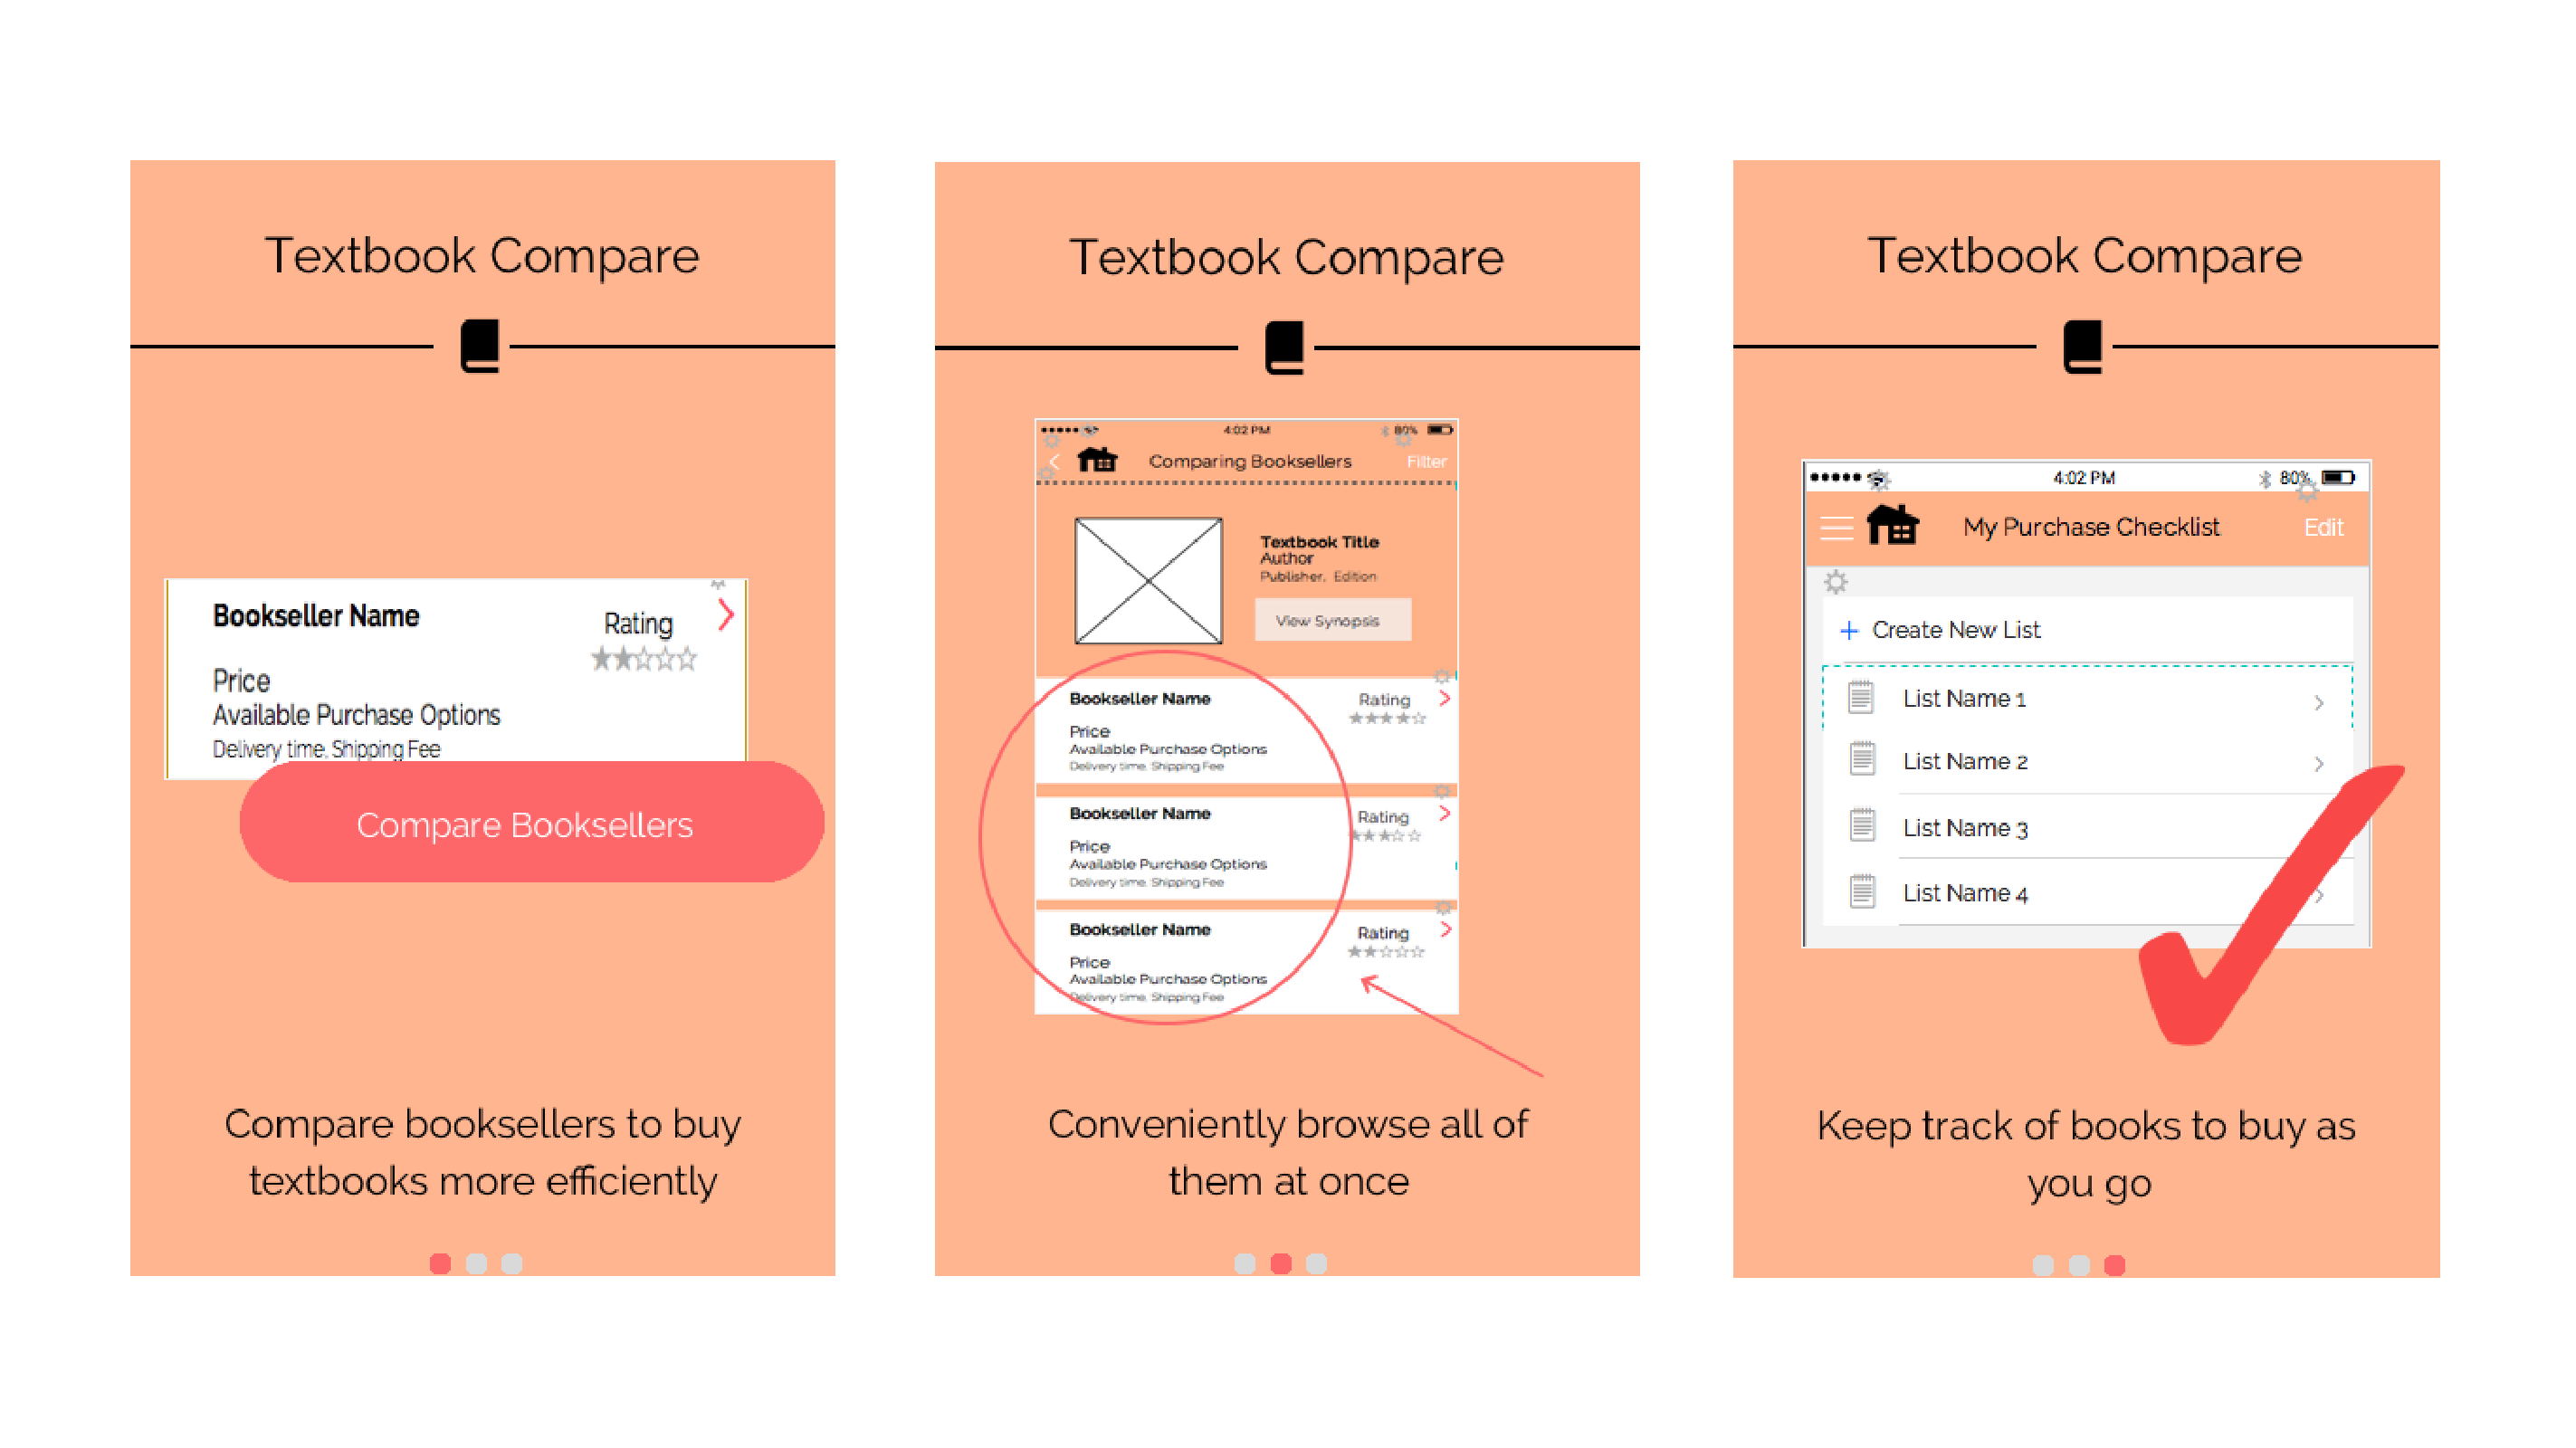 Textbook Compare
Bookseller Name
Rating
Price
Available Purchase Options
Delivery time, Shipping Fee
Compare Booksellers
Compare booksellers to buy
textbooks more efficiently
Textbook Compare
4:02 PM
80%
Comparing Booksellers
Filter
Textbook Title
Author
Publisher, Edition
View Synopsis
Bookseller Name
Rating
Price
Available Purchase Options
Delivery time, Shipping Fee
Bookseller Name
Rating
Price
Available Purchase Options
Delivery time, Shipping Fee
Bookseller Name
Rating
Price
Available Purchase Options
Delivery time, Shipping Fee
Conveniently browse all of
them at once
Textbook Compare
4:02 PM
80%
My Purchase Checklist
Edit
+ Create New List
List Name 1
List Name 2
List Name 3
List Name 4
Keep track of books to buy as
you go